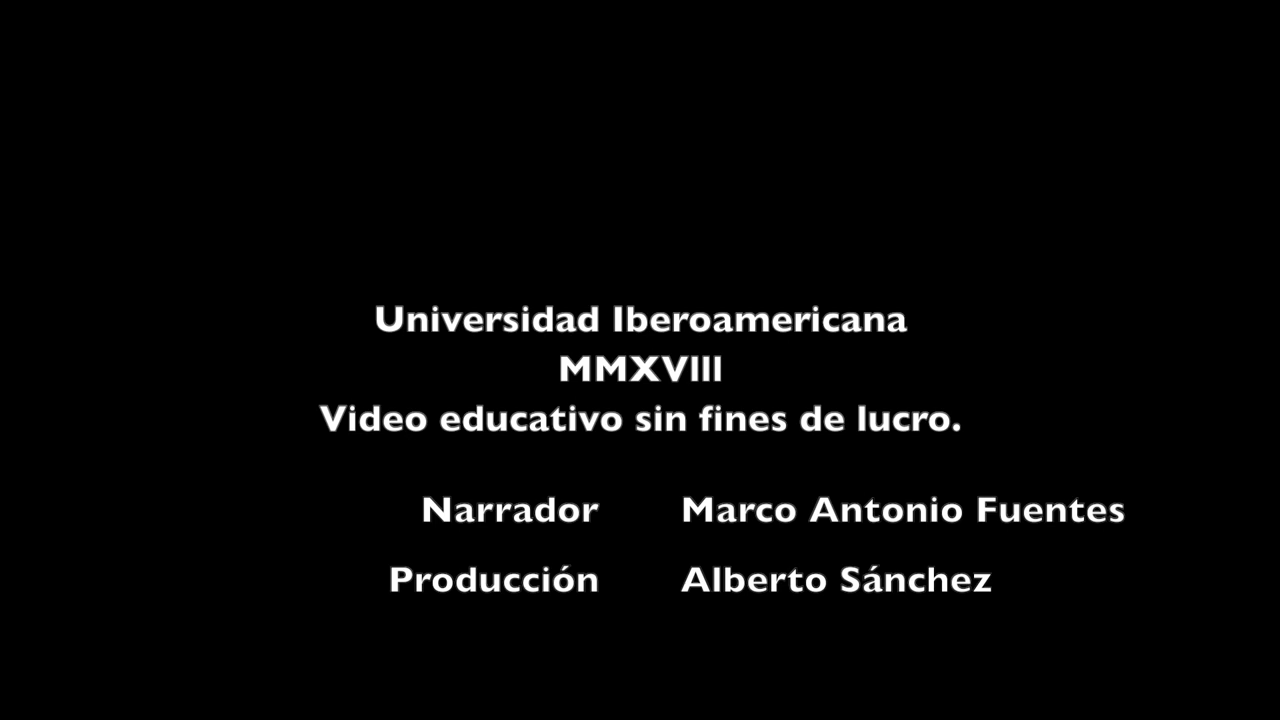 Universidad Iberoamericana
MMXVIII
Video educativo sin fines de lucro.
Narrador Marco Antonio Fuentes
Producción Alberto Sánchez